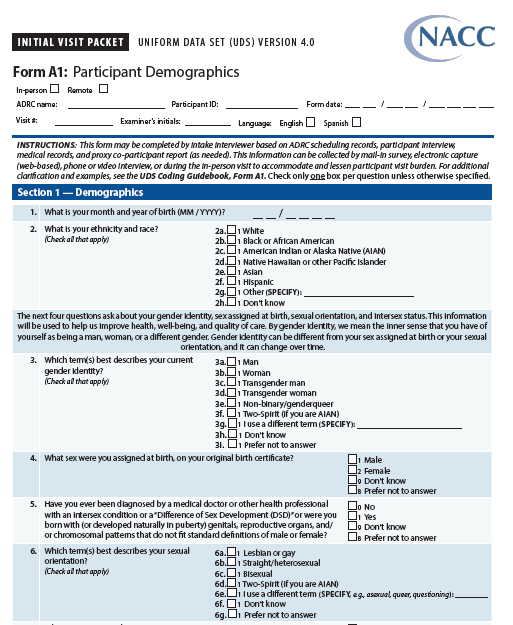 NACC
INITIAL VISIT PACKET UNIFORM DATA SET (UDS) VERSION 4.0
Form A1: Participant Demographics
In-person Remote
ADRC name: Participant ID: Form date: / /
Visit #: Examiner's initials: Language: English Spanish
INSTRUCTIONS: This form may be completed by intake interviewer based on ADRC scheduling records, participant interview,
medical records, and proxy co-participant report (as needed). This information can be collected by mail-in survey, electronic capture
(web-based), phone or video interview, or during the in-person visit to accommodate and lessen participant burden. For additional
clarification and examples, see the UDS Coding Guidebook, Form A1. Check only one box per question unless otherwise specified.
Section 1 — Demographics
1. What is your month and year of birth (MM / YYYY)? /
2. What is your ethnicity and race?
(Check all that apply)
2a. 1 White
2b. 1 Black or African American
2c. 1 American Indian or Alaska Native (AIAN)
2d. 1 Native Hawaiian or other Pacific Islander
2e. 1 Asian
2f. 1 Hispanic
2g. 1 Other (SPECIFY):
2h. 1 Don't know
The next four questions ask about your gender identity, sex assigned at birth, sexual orientation, and intersex status. This information
will be used to help us improve health, well-being, and quality of care. By gender identity, we mean the inner sense that you have of
yourself as being a man, woman, or a different gender. Gender identity can be different from your sex assigned at birth or your sexual
orientation, and it can change over time.
3. Which term(s) best describes your current
gender identity?
(Check all that apply)
3a. 1 Man
3b. 1 Woman
3c. 1 Transgender man
3d. 1 Transgender woman
3e. 1 Non-binary/genderqueer
3f. 1 Two-Spirit (if you are AIAN)
3g. 1 I use a different term (SPECIFY):
3h. 1 Don't know
3i. 1 Prefer not to answer
4. What sex were you assigned at birth, on your original birth certificate?
1 Male
2 Female
9 Don't know
8 Prefer not to answer
5. Have you ever been diagnosed by a medical doctor or other health professional
with an intersex condition or a "Difference of Sex Development (DSD)" or were you
born with (or developed naturally in puberty) genitals, reproductive organs, and/
or chromosomal patterns that do not fit standard definitions of male or female?
0 No
1 Yes
9 Don't know
8 Prefer not to answer
6. Which term(s) best describes your sexual
orientation?
(Check all that apply)
6a. 1 Lesbian or gay
6b. 1 Straight/heterosexual
6c. 1 Bisexual
6d. 1 Two-Spirit (if you are AIAN)
6e. 1 I use a different term (SPECIFY, e.g., asexual, queer, questioning):
6f. 1 Don't know
6g. 1 Prefer not to answer